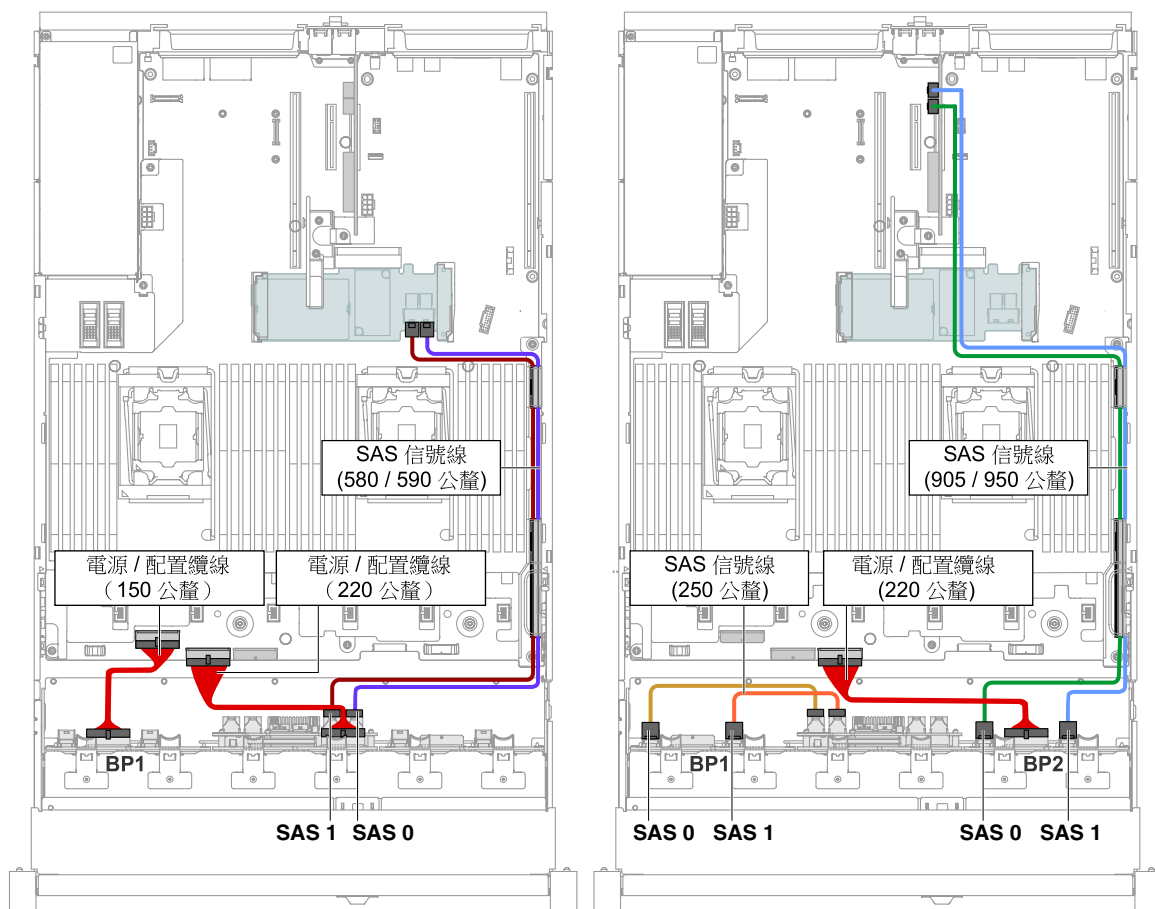 SAS 信號線
(580 / 590 公釐)
電源 / 配置纜線
（150 公釐）
電源 / 配置纜線
（220 公釐）
BP1
SAS 1
SAS 0
SAS 信號線
(905 / 950 公釐)
SAS 信號線
(250 公釐)
電源 / 配置纜線
(220 公釐)
BP1
BP2
SAS 0
SAS 1
SAS 0
SAS 1